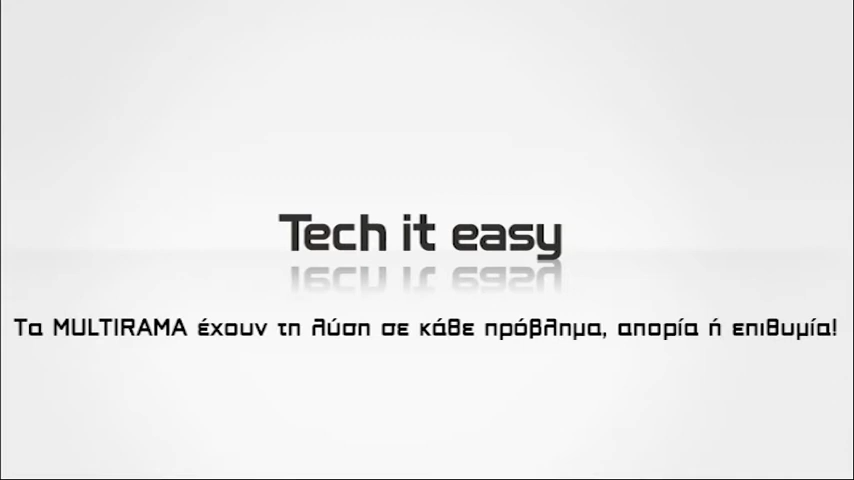 Tech it easy
Τα MULTIRAMA έχουν τη λύση σε κάθε πρόβλημα, απορία ή επιθυμία!